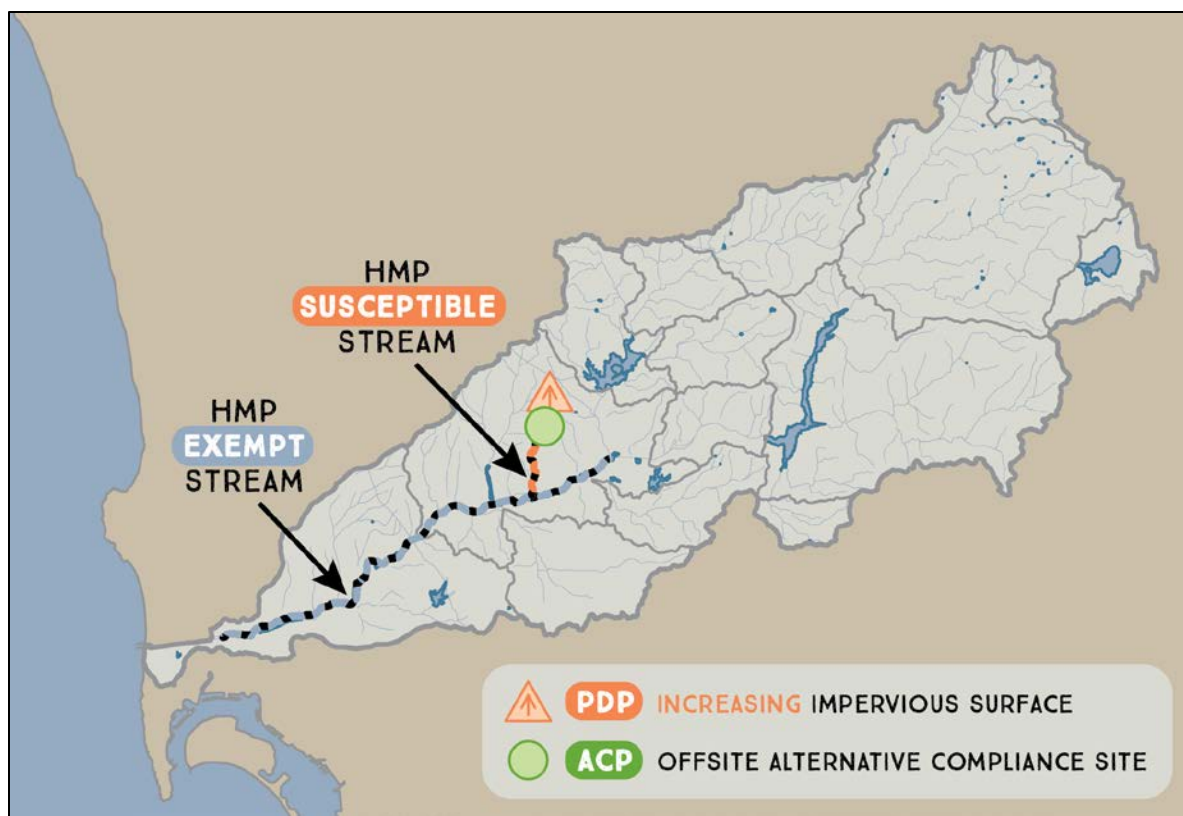 HMP
SUSCEPTIBLE
STREAM
HMP
EXEMPT
STREAM
PDP INCREASING IMPERVIOUS SURFACE
ACP OFFSITE ALTERNATIVE COMPLIANCE SITE